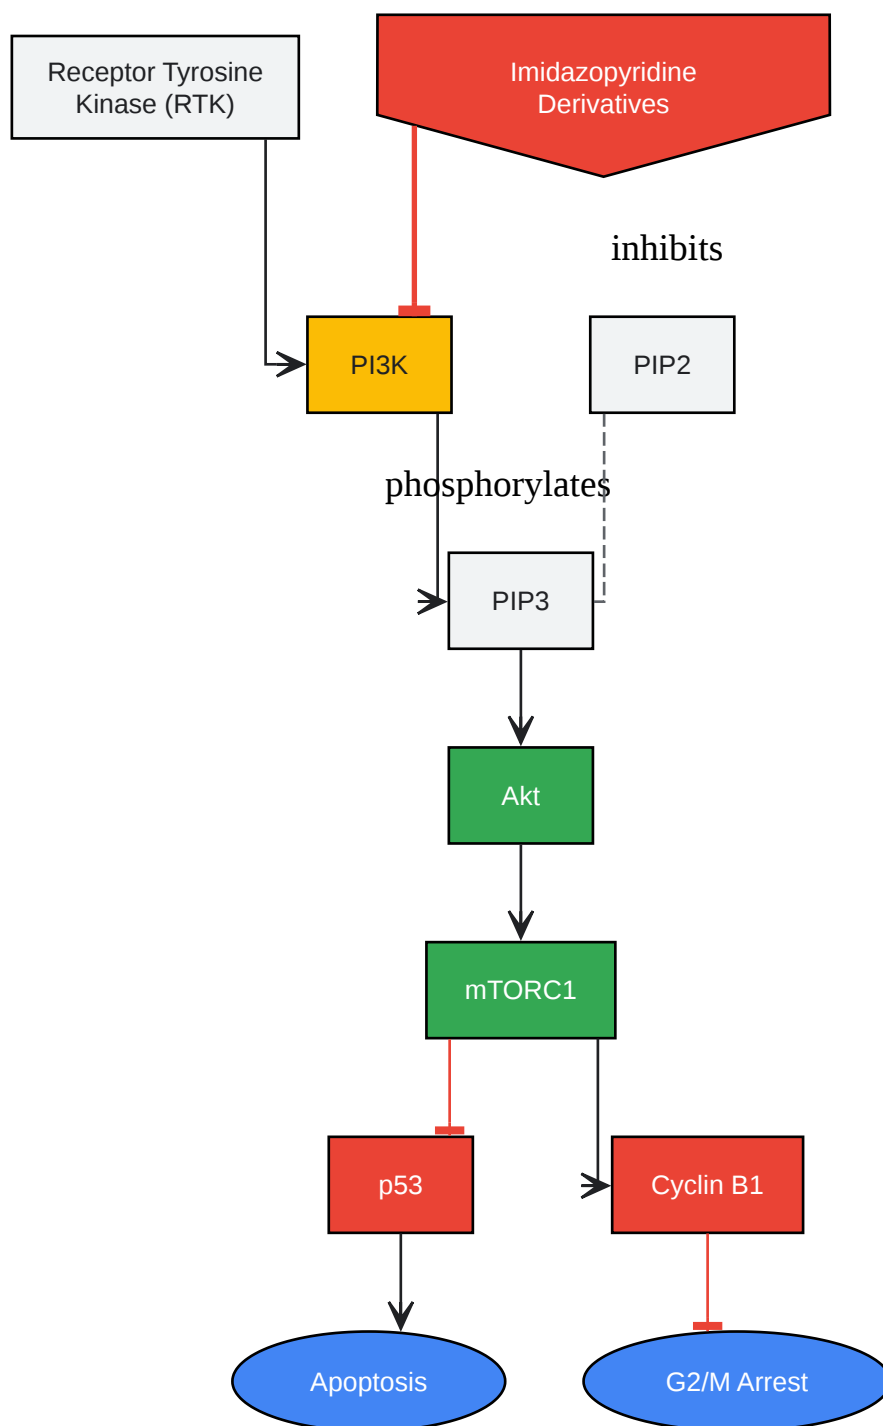 Receptor Tyrosine
Kinase (RTK)
Imidazopyridine
Derivatives
inhibits
PI3K
PIP2
phosphorylates
PIP3
Akt
mTORC1
p53
Cyclin B1
Apoptosis
G2/M Arrest